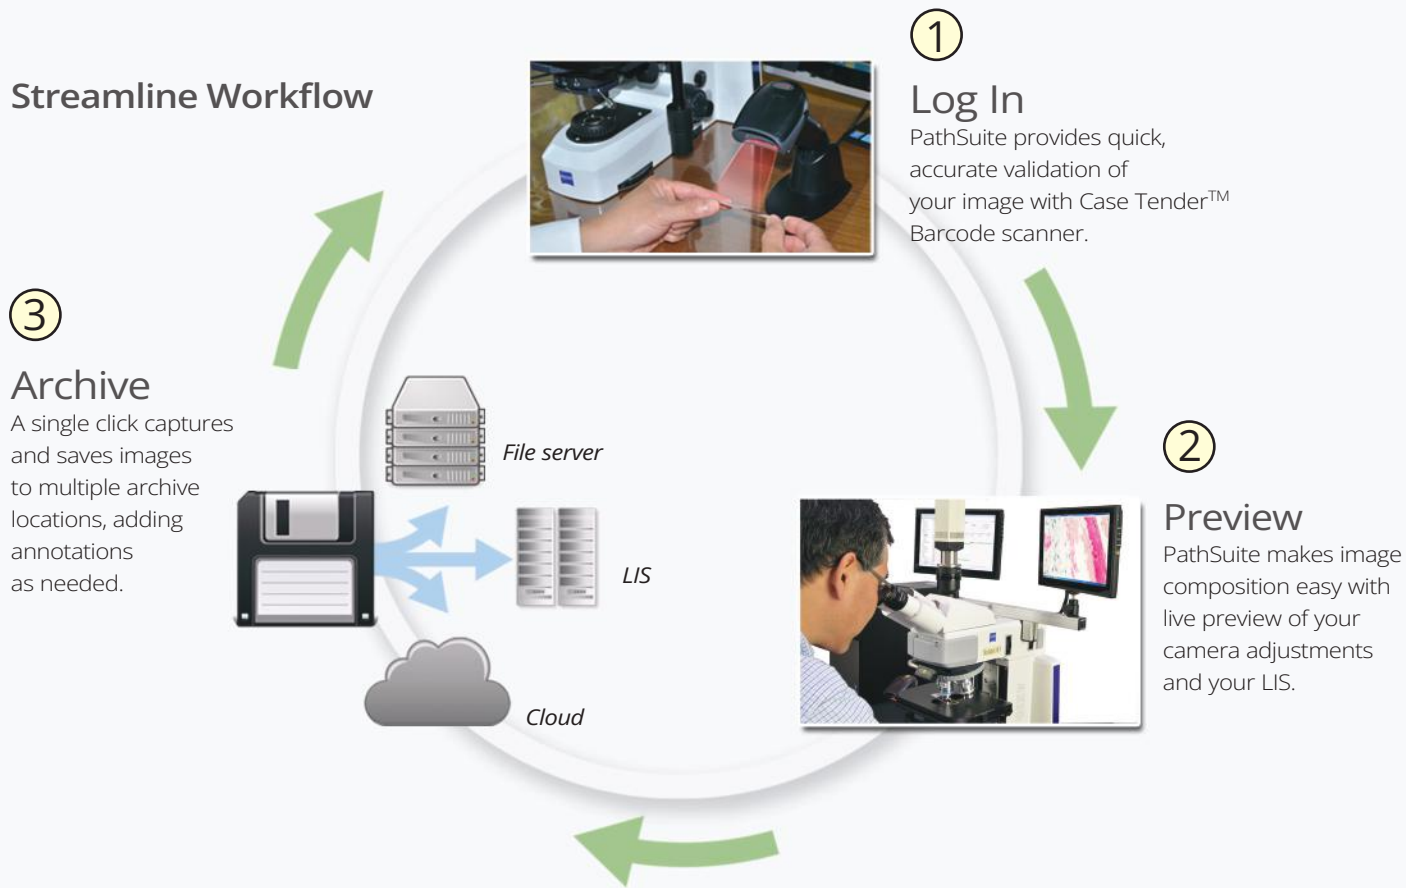 Streamline Workflow
1
Log In
PathSuite provides quick,
accurate validation of
your image with Case Tender™
Barcode scanner.
2
Preview
PathSuite makes image
composition easy with
live preview of your
camera adjustments
and your LIS.
3
Archive
A single click captures
and saves images
to multiple archive
locations, adding
annotations
as needed.
File server
LIS
Cloud